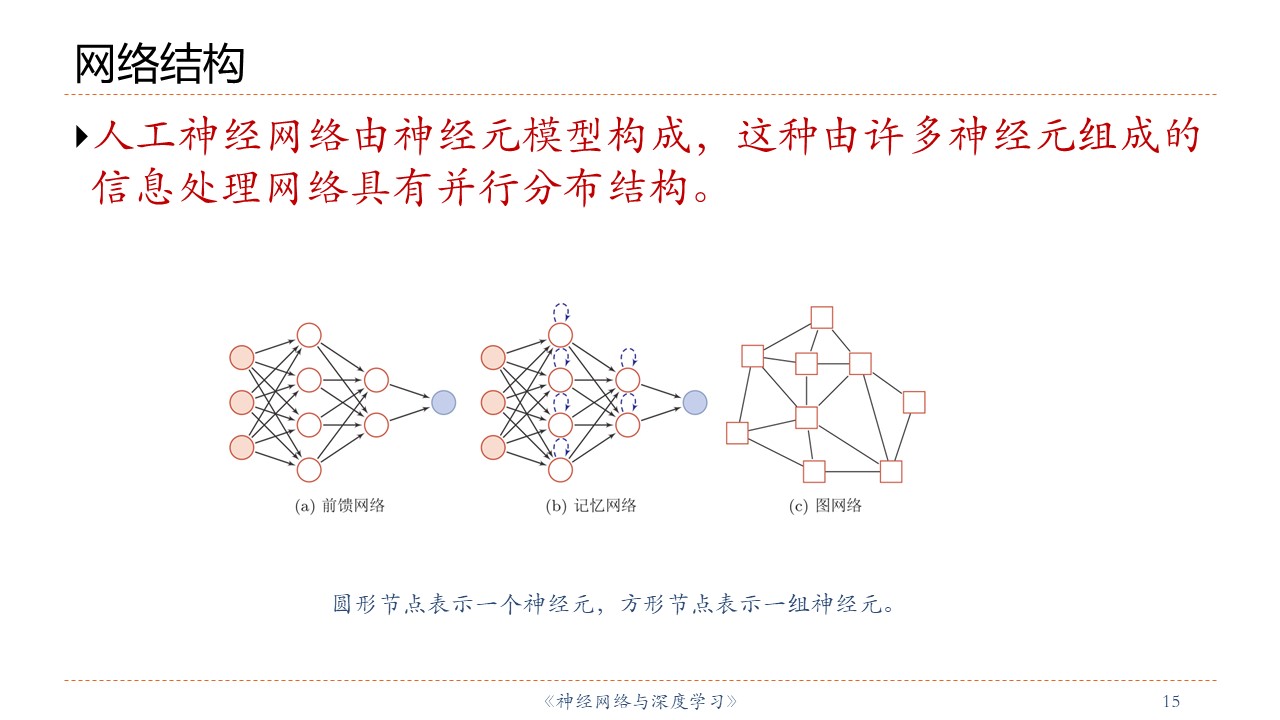 网络结构
人工神经网络由神经元模型构成，这种由许多神经元组成的
信息处理网络具有并行分布结构。
(a) 前馈网络
(b) 记忆网络
(c) 图网络
圆形节点表示一个神经元，方形节点表示一组神经元。
《神经网络与深度学习》
15